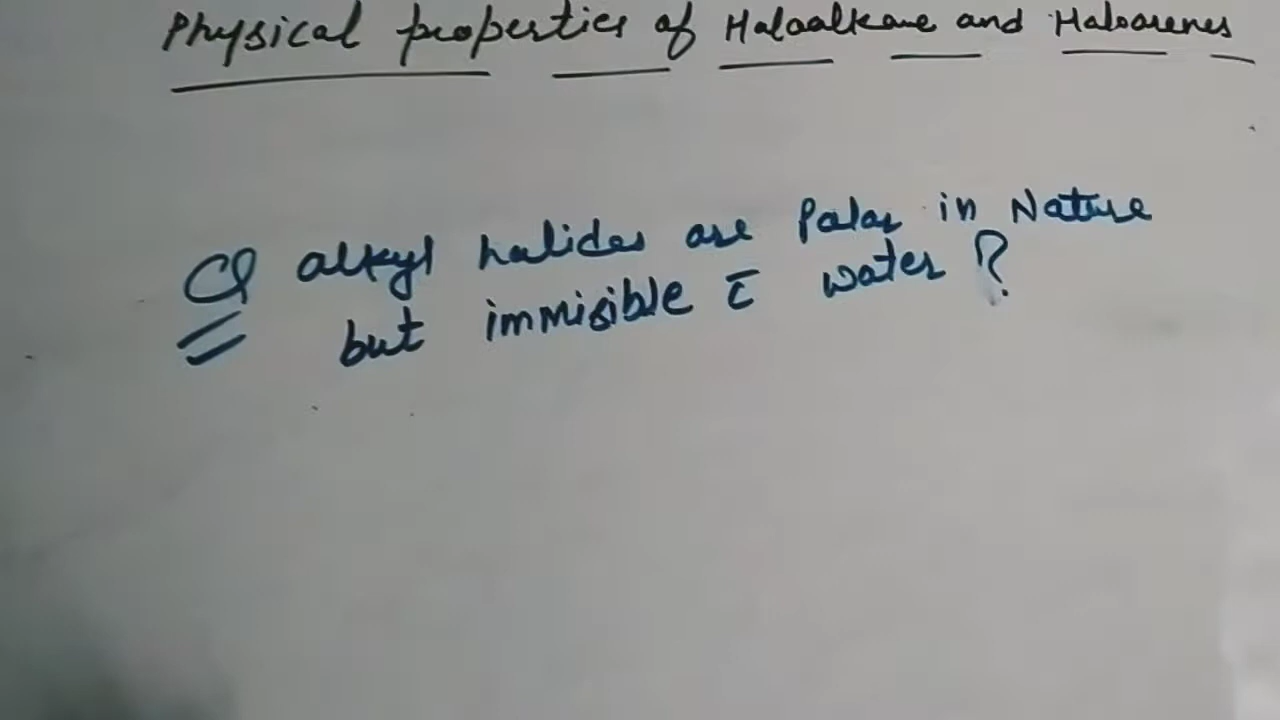 Physical properties of Haloalkane and Haloarenes
Q alkyl halides are Polar in Nature
but immisible c̅ water ?